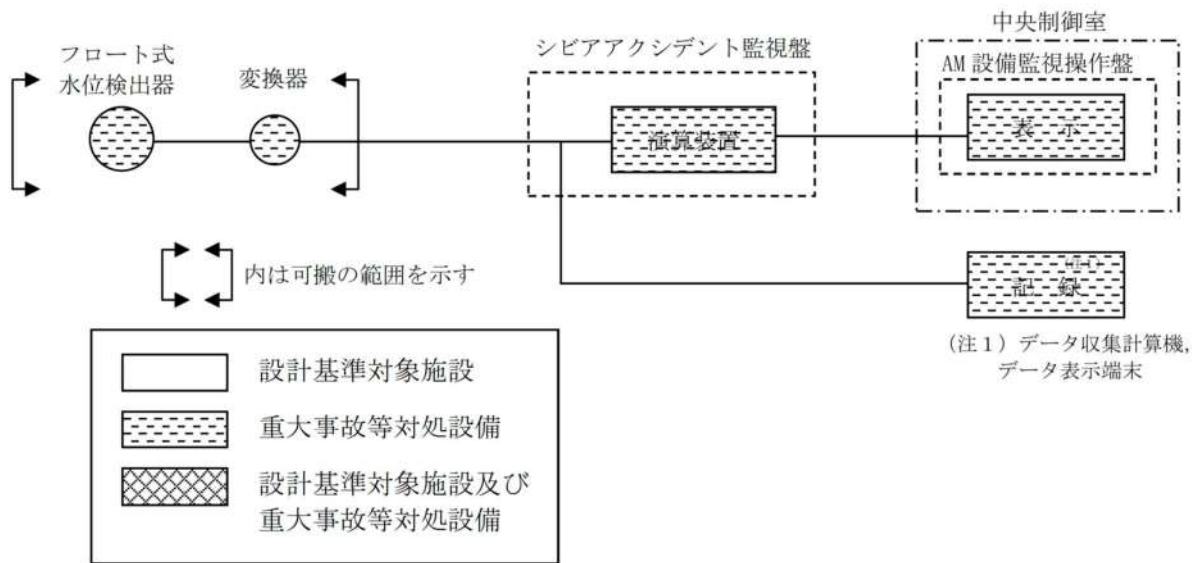 中央制御室
シビアアクシデント監視盤
フロート式
水位検出器
変換器
AM 設備監視操作盤
演算装置
表 示
内は可搬の範囲を示す
(注1)
記 録
(注1) データ収集計算機,
データ表示端末
設計基準対象施設
重大事故等対処設備
設計基準対象施設及び
重大事故等対処設備